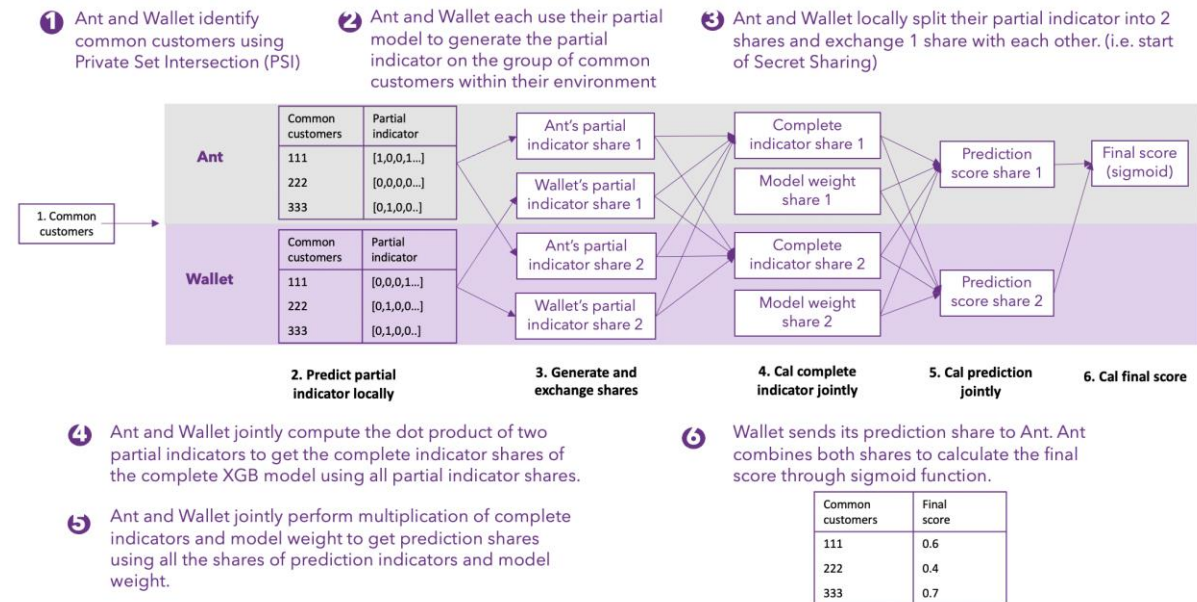 1 Ant and Wallet identify
common customers using
Private Set Intersection (PSI)
2 Ant and Wallet each use their partial
model to generate the partial
indicator on the group of common
customers within their environment
3 Ant and Wallet locally split their partial indicator into 2
shares and exchange 1 share with each other. (i.e. start
of Secret Sharing)
1. Common
customers
Ant
Common
customers
Partial
indicator
111 [1,0,0,1...]
222 [0,0,0,0...]
333 [0,1,0,0..]
Wallet
Common
customers
Partial
indicator
111 [0,0,0,1...]
222 [0,1,0,0...]
333 [0,1,0,0..]
Ant's partial
indicator share 1
Wallet's partial
indicator share 1
Ant's partial
indicator share 2
Wallet's partial
indicator share 2
Complete
indicator share 1
Model weight
share 1
Complete
indicator share 2
Model weight
share 2
Prediction
score share 1
Prediction
score share 2
Final score
(sigmoid)
2. Predict partial
indicator locally
3. Generate and
exchange shares
4. Cal complete
indicator jointly
5. Cal prediction
jointly
6. Cal final score
4 Ant and Wallet jointly compute the dot product of two
partial indicators to get the complete indicator shares of
the complete XGB model using all partial indicator shares.
5 Ant and Wallet jointly perform multiplication of complete
indicators and model weight to get prediction shares
using all the shares of prediction indicators and model
weight.
6 Wallet sends its prediction share to Ant. Ant
combines both shares to calculate the final
score through sigmoid function.
Common
customers
Final
score
111 0.6
222 0.4
333 0.7